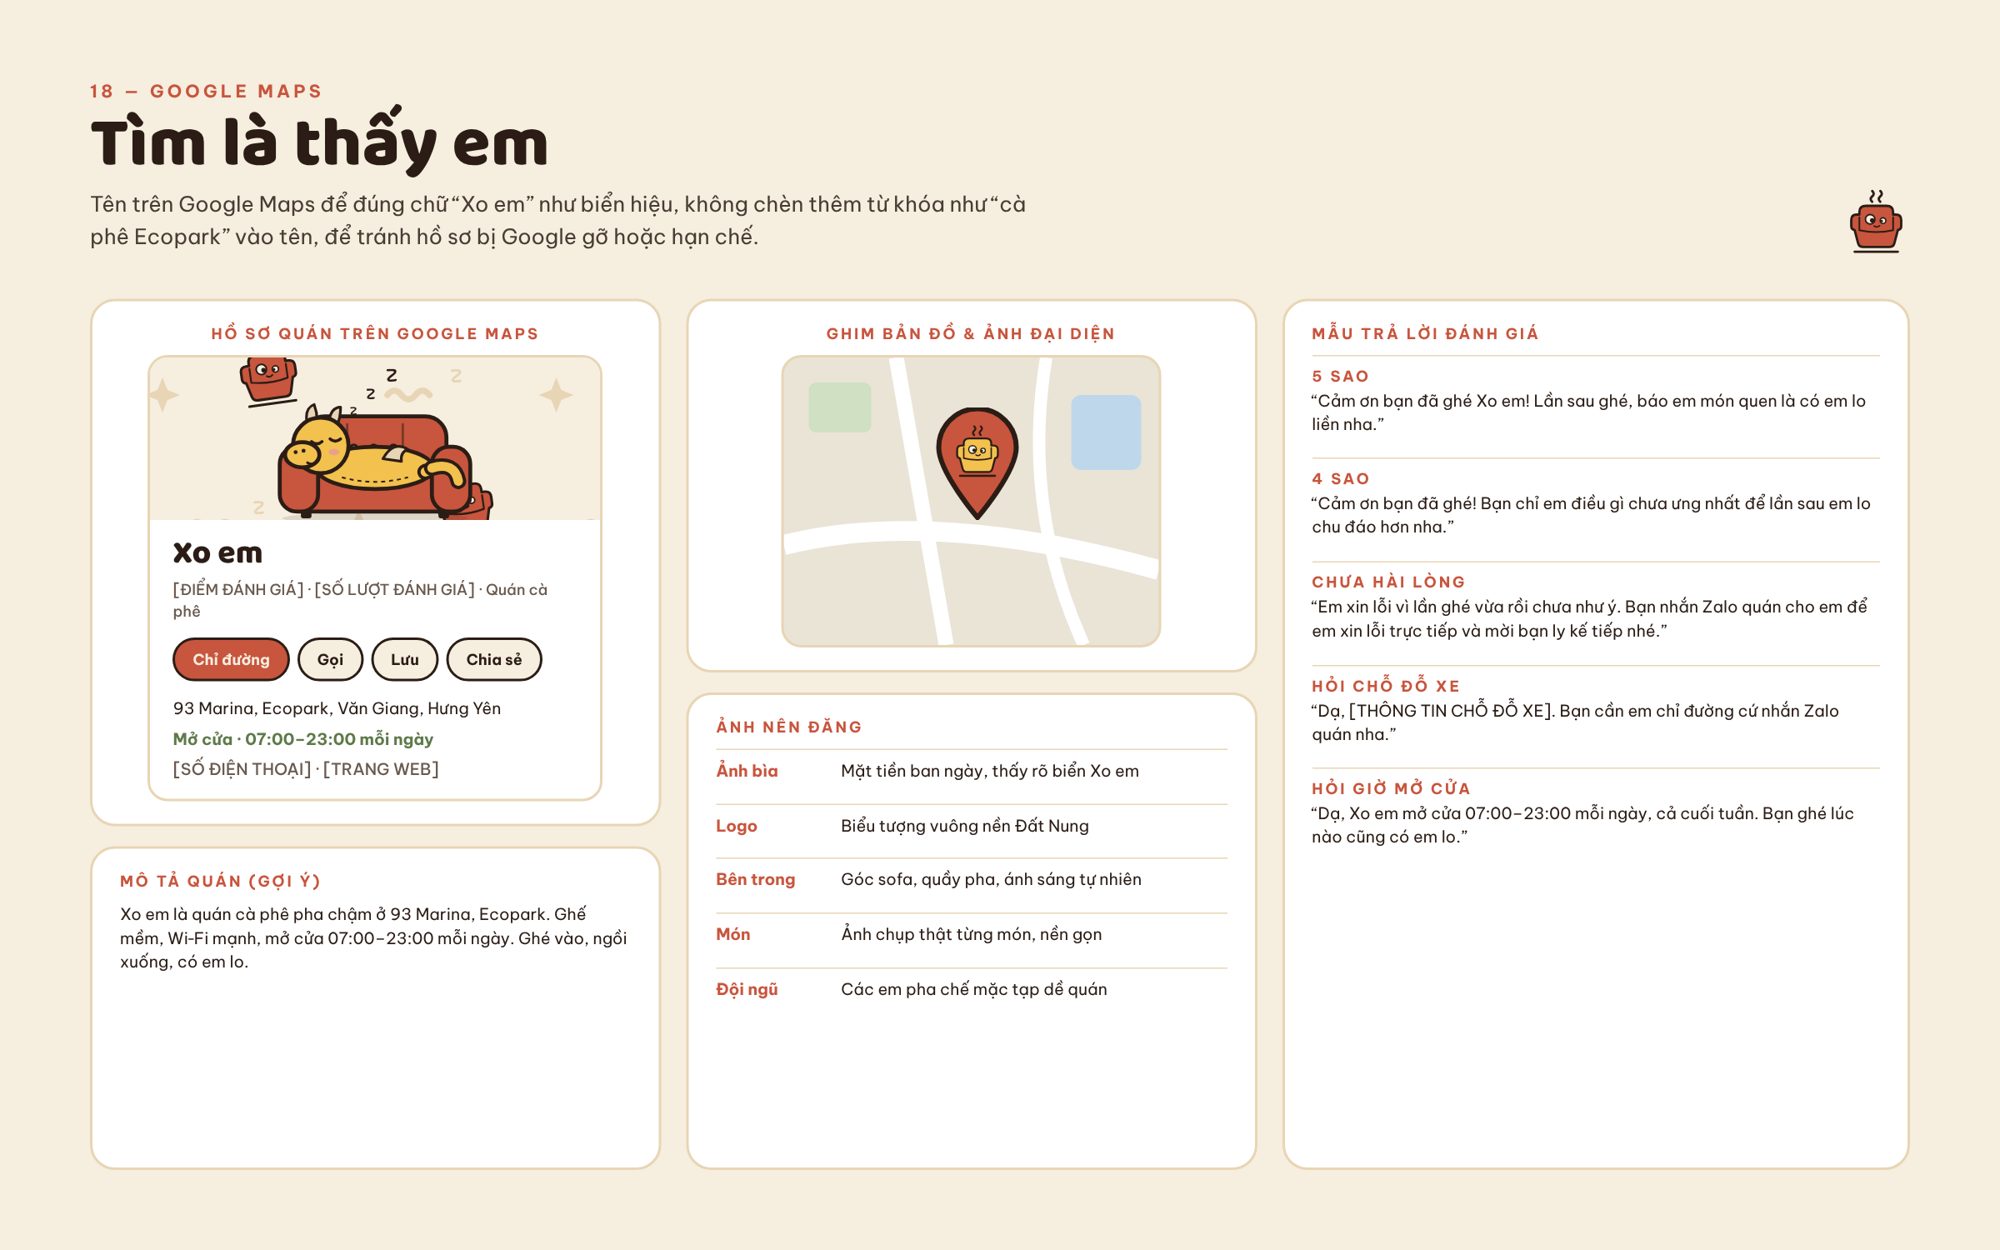 18 — GOOGLE MAPS
Tìm là thấy em
Tên trên Google Maps để đúng chữ “Xo em” như biển hiệu, không chèn thêm từ khóa như “cà
phê Ecopark” vào tên, để tránh hồ sơ bị Google gỡ hoặc hạn chế.
HỒ SƠ QUÁN TRÊN GOOGLE MAPS
z
z
z
z
z
Xo em
[ĐIỂM ĐÁNH GIÁ] · [SỐ LƯỢT ĐÁNH GIÁ] · Quán cà
phê
Chỉ đường Gọi Lưu Chia sẻ
93 Marina, Ecopark, Văn Giang, Hưng Yên
Mở cửa · 07:00–23:00 mỗi ngày
[SỐ ĐIỆN THOẠI] · [TRANG WEB]
MÔ TẢ QUÁN (GỢI Ý)
Xo em là quán cà phê pha chậm ở 93 Marina, Ecopark. Ghế
mềm, Wi-Fi mạnh, mở cửa 07:00–23:00 mỗi ngày. Ghé vào, ngồi
xuống, có em lo.
GHIM BẢN ĐỒ & ẢNH ĐẠI DIỆN
ẢNH NÊN ĐĂNG
Ảnh bìa Mặt tiền ban ngày, thấy rõ biển Xo em
Logo Biểu tượng vuông nền Đất Nung
Bên trong Góc sofa, quầy pha, ánh sáng tự nhiên
Món Ảnh chụp thật từng món, nền gọn
Đội ngũ Các em pha chế mặc tạp dề quán
MẪU TRẢ LỜI ĐÁNH GIÁ
5 SAO
“Cảm ơn bạn đã ghé Xo em! Lần sau ghé, báo em món quen là có em lo
liền nha.”
4 SAO
“Cảm ơn bạn đã ghé! Bạn chỉ em điều gì chưa ưng nhất để lần sau em lo
chu đáo hơn nha.”
CHƯA HÀI LÒNG
“Em xin lỗi vì lần ghé vừa rồi chưa như ý. Bạn nhắn Zalo quán cho em để
em xin lỗi trực tiếp và mời bạn ly kế tiếp nhé.”
HỎI CHỖ ĐỖ XE
“Dạ, [THÔNG TIN CHỖ ĐỖ XE]. Bạn cần em chỉ đường cứ nhắn Zalo
quán nha.”
HỎI GIỜ MỞ CỬA
“Dạ, Xo em mở cửa 07:00–23:00 mỗi ngày, cả cuối tuần. Bạn ghé lúc
nào cũng có em lo.”